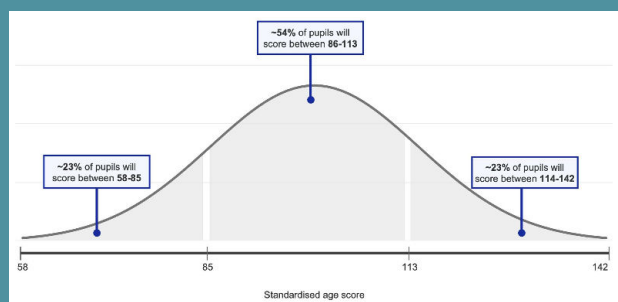 ~54% of pupils will
score between 86-113
~23% of pupils will
score between 58-85
~23% of pupils will
score between 114-142
58
85
113
142
Standardised age score